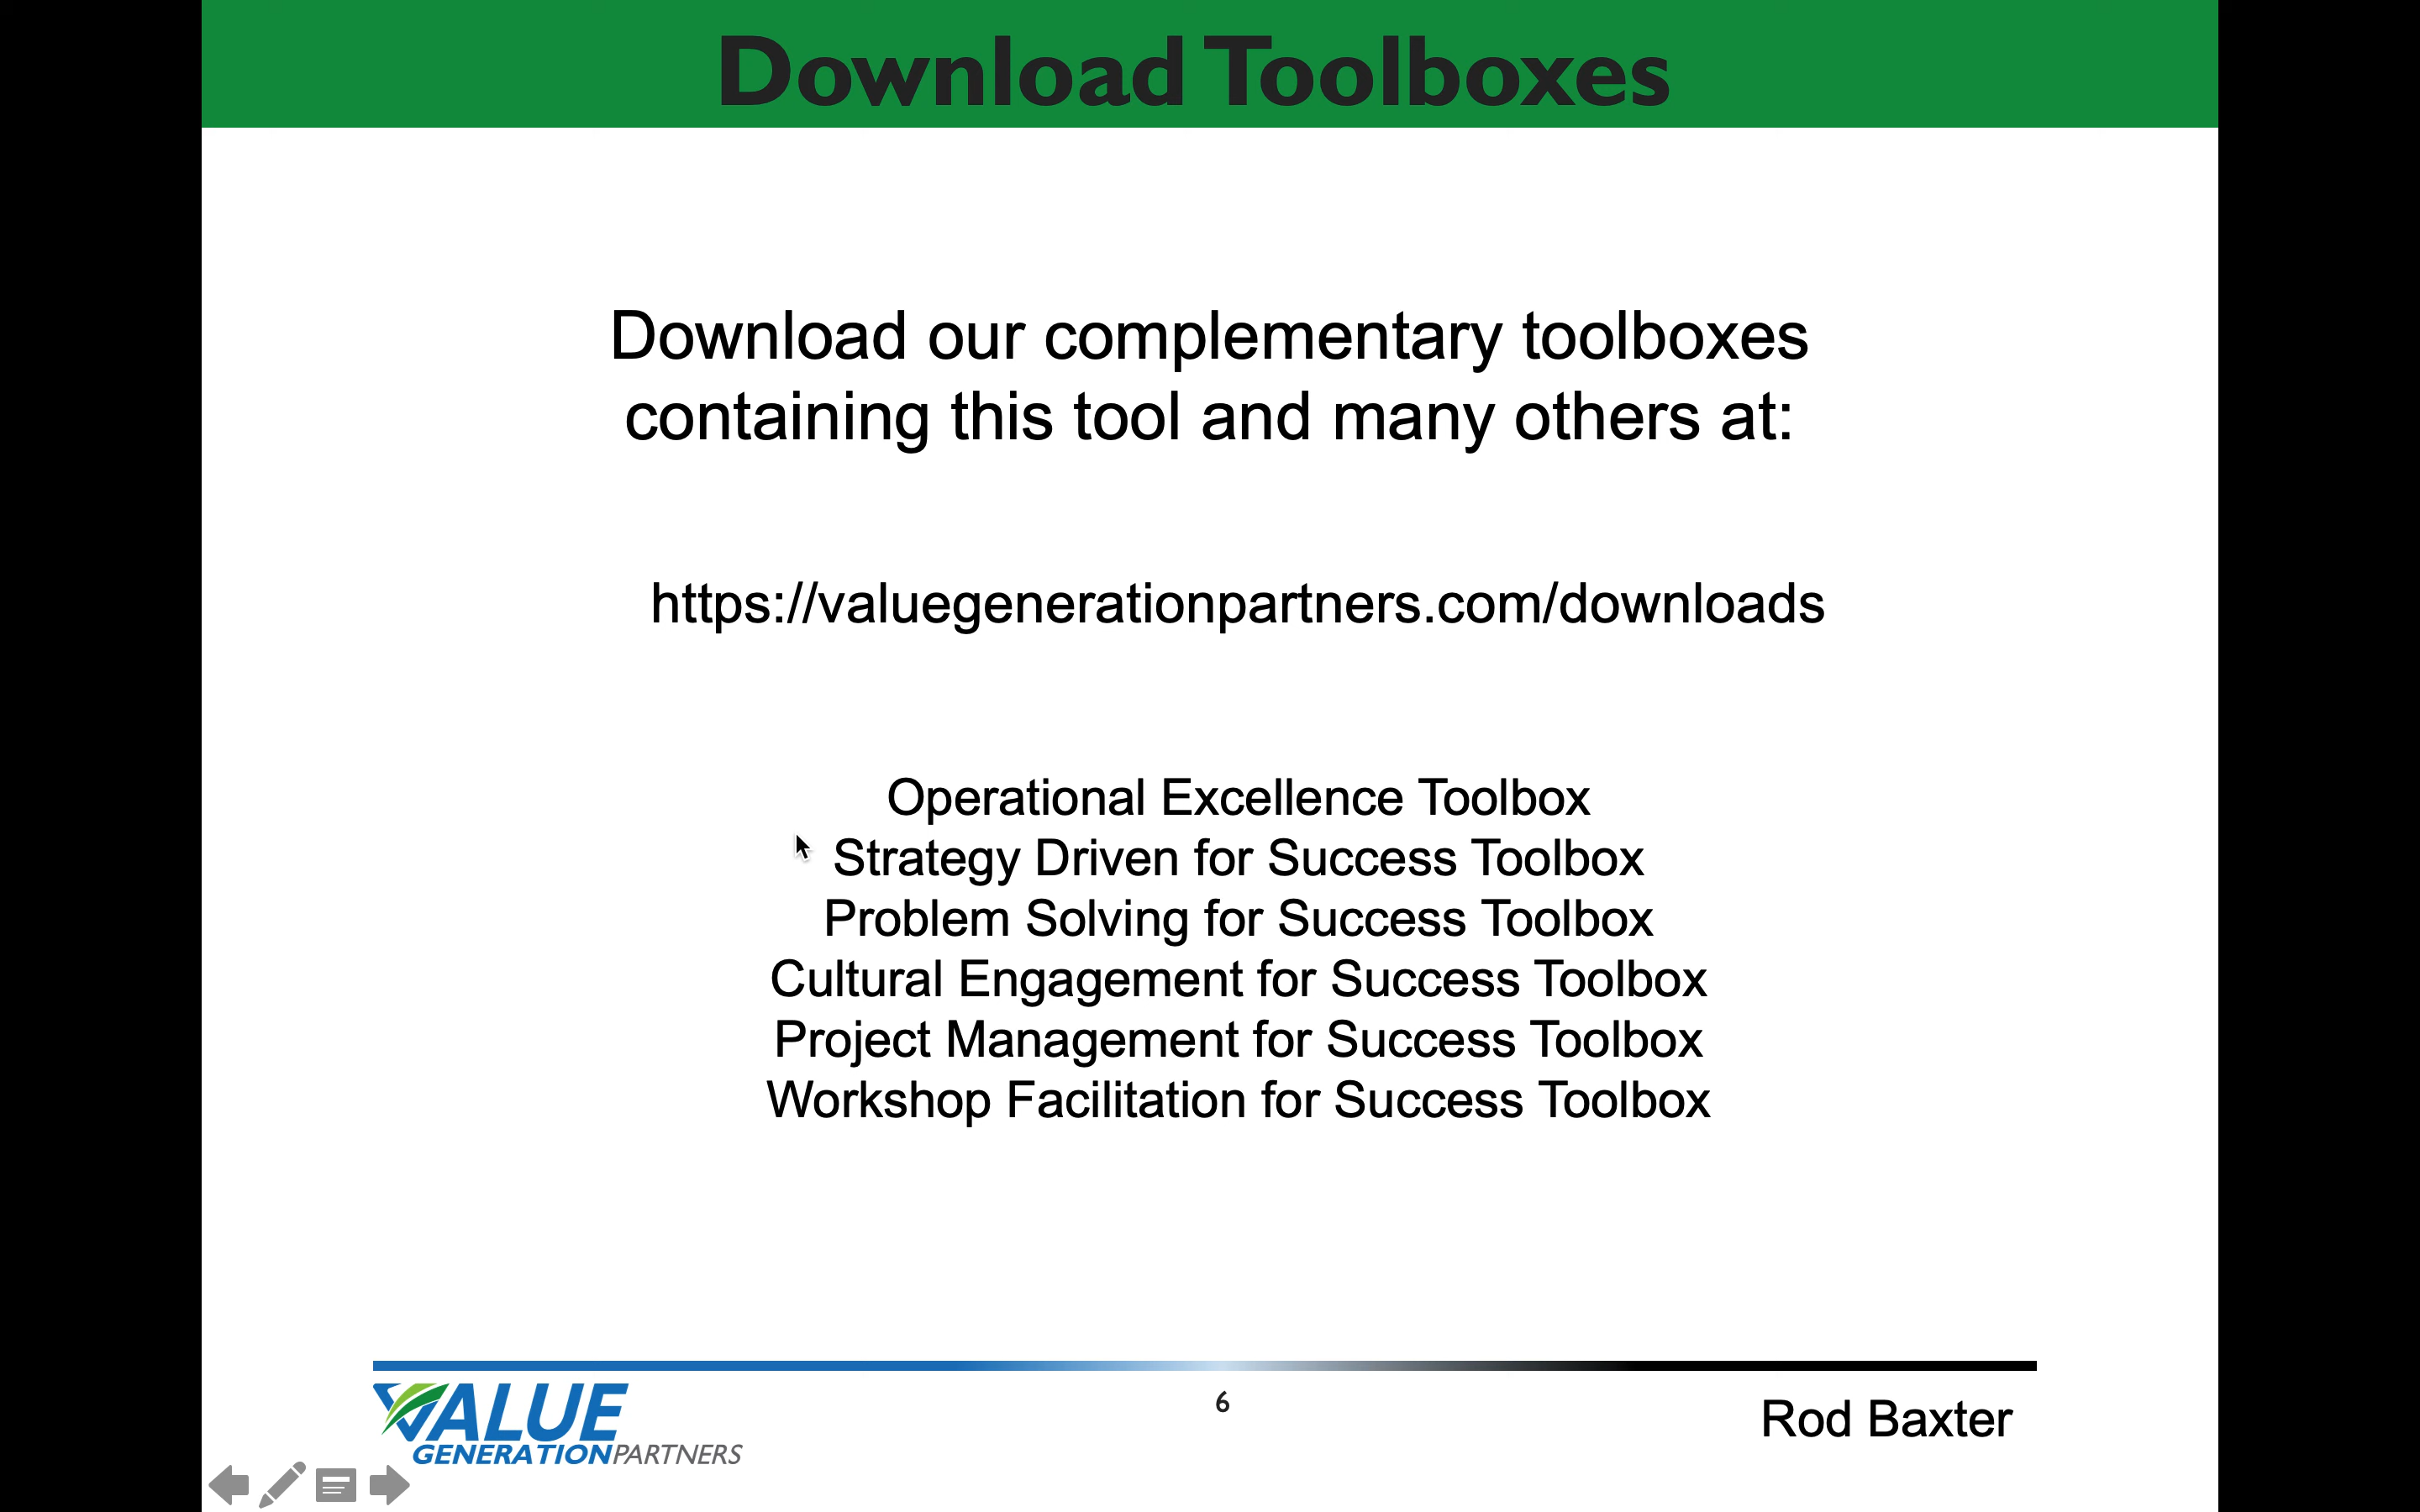 Download Toolboxes
Download our complementary toolboxes
containing this tool and many others at:
https://valuegenerationpartners.com/downloads
Operational Excellence Toolbox
Strategy Driven for Success Toolbox
Problem Solving for Success Toolbox
Cultural Engagement for Success Toolbox
Project Management for Success Toolbox
Workshop Facilitation for Success Toolbox
VALUE
GENERATIONPARTNERS
6
Rod Baxter